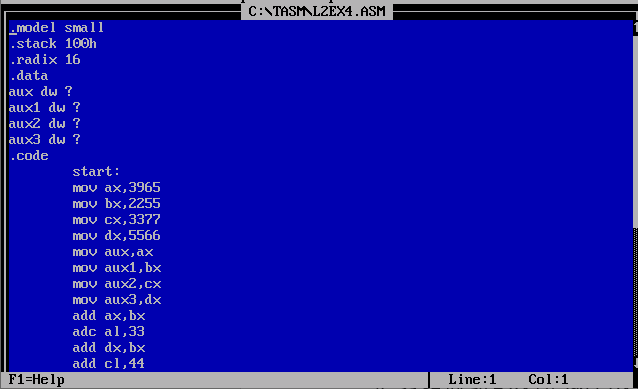 C:\TASM\L2EX4.ASM
.model small
.stack 100h
.radix 16
.data
aux dw ?
aux1 dw ?
aux2 dw ?
aux3 dw ?
.code
start:
mov ax,3965
mov bx,2255
mov cx,3377
mov dx,5566
mov aux,ax
mov aux1,bx
mov aux2,cx
mov aux3,dx
add ax,bx
adc al,33
add dx,bx
add cl,44
F1=Help Line:1 Col:1